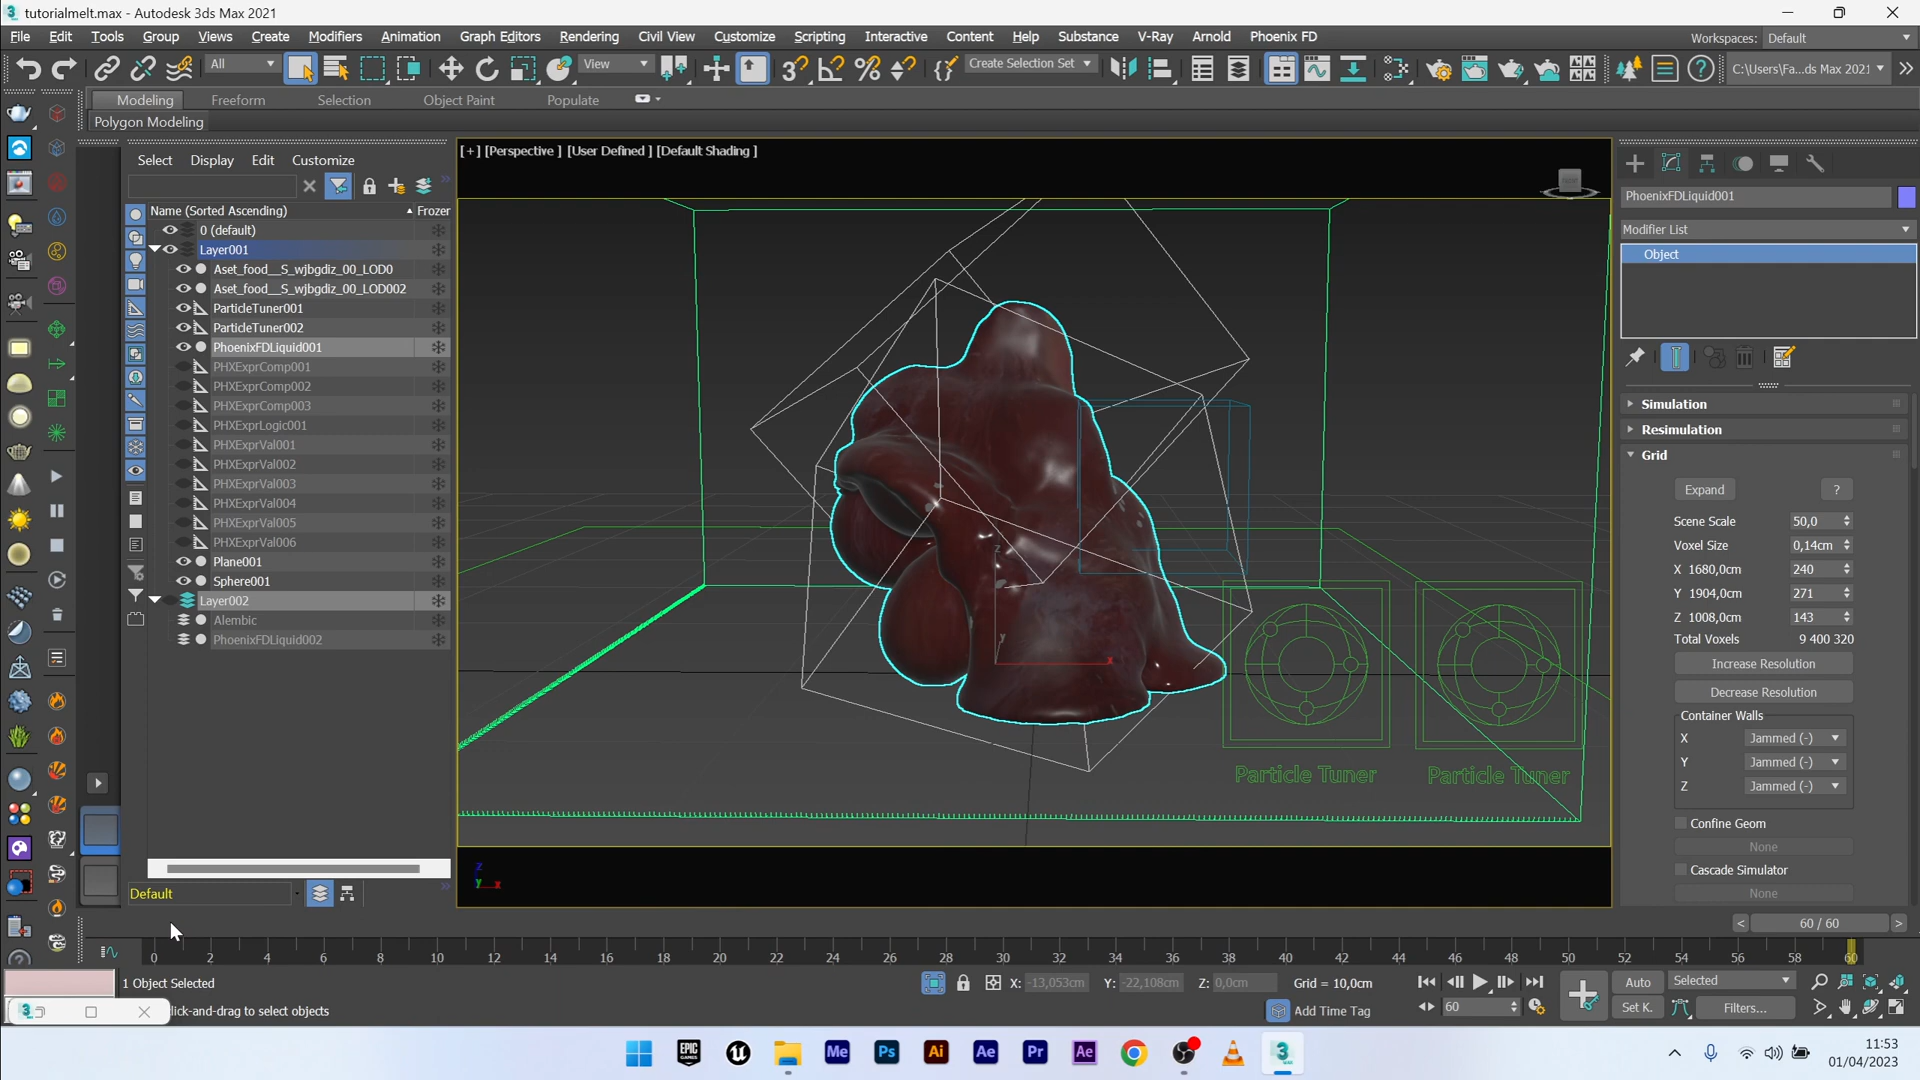 tutorialmelt.max - Autodesk 3ds Max 2021
File Edit Tools Group Views Create Modifiers Animation Graph Editors Rendering Civil View Customize Scripting Interactive Content Help Substance V-Ray Arnold Phoenix FD
Workspaces: Default
All
View
Create Selection Set
C:\Users\Fa...ds Max 2021
Modeling Freeform Selection Object Paint Populate
Polygon Modeling
Select Display Edit Customize
Name (Sorted Ascending) Frozen
0 (default)
Layer001
Aset_food__S_wjbgdiz_00_LOD0
Aset_food__S_wjbgdiz_00_LOD002
ParticleTuner001
ParticleTuner002
PhoenixFDLiquid001
PHXExprComp001
PHXExprComp002
PHXExprComp003
PHXExprLogic001
PHXExprVal001
PHXExprVal002
PHXExprVal003
PHXExprVal004
PHXExprVal005
PHXExprVal006
Plane001
Sphere001
Layer002
Alembic
PhoenixFDLiquid002
Default
[+] [Perspective ] [User Defined ] [Default Shading ]
z
y
x
Particle Tuner
Particle Tuner
z
y x
PhoenixFDLiquid001
Modifier List
Object
Simulation
Resimulation
Grid
Expand ?
Scene Scale 50,0
Voxel Size 0,14cm
X 1680,0cm 240
Y 1904,0cm 271
Z 1008,0cm 143
Total Voxels 9 400 320
Increase Resolution
Decrease Resolution
Container Walls
X Jammed (-)
Y Jammed (-)
Z Jammed (-)
Confine Geom
None
Cascade Simulator
None
< 60 / 60 >
0 2 4 6 8 10 12 14 16 18 20 22 24 26 28 30 32 34 36 38 40 42 44 46 48 50 52 54 56 58 60
1 Object Selected
X: -13,053cm Y: -22,108cm Z: 0,0cm Grid = 10,0cm
Auto Selected
lick-and-drag to select objects
Add Time Tag
60
Set K. Filters...
EPIC GAMES
Me Ps Ai Ae Pr Ae
3
11:53
01/04/2023